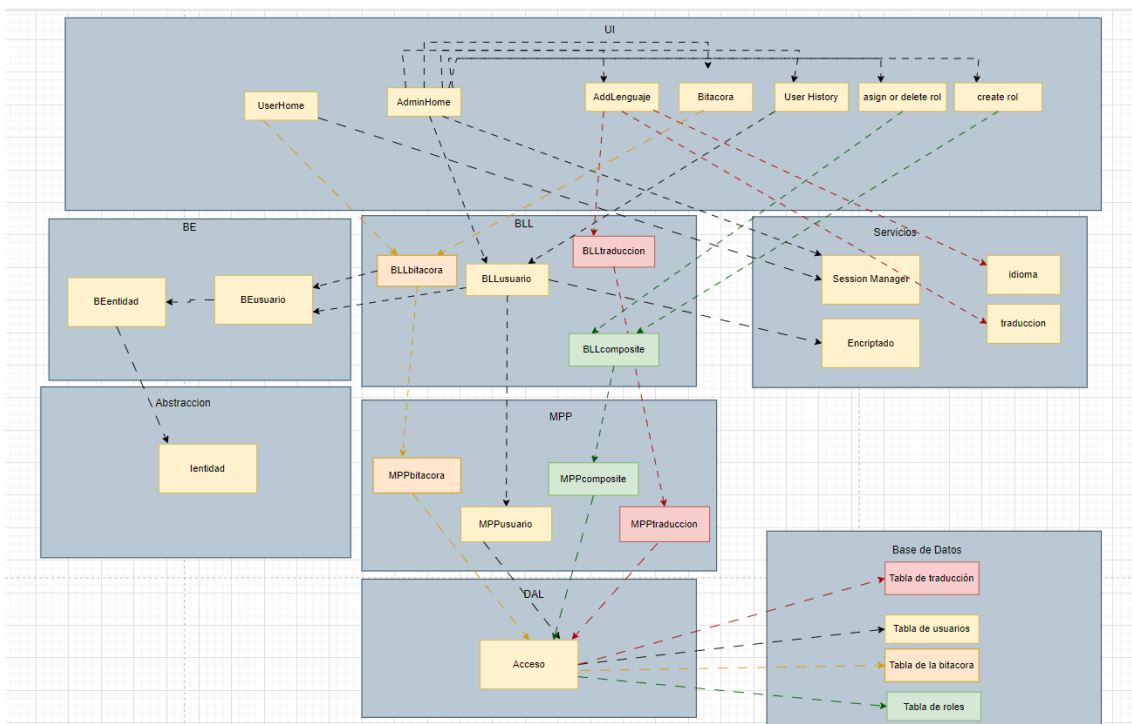 UI
UserHome
AdminHome
AddLenguaje
Bitacora
User History
asign or delete rol
create rol
BE
BEentidad
BEusuario
BLL
BLLbitacora
BLLusuario
BLLtraduccion
BLLcomposite
Servicios
Session Manager
idioma
Encriptado
traduccion
Abstraccion
Ientidad
MPP
MPPbitacora
MPPusuario
MPPcomposite
MPPtraduccion
DAL
Acceso
Base de Datos
Tabla de traducción
Tabla de usuarios
Tabla de la bitacora
Tabla de roles